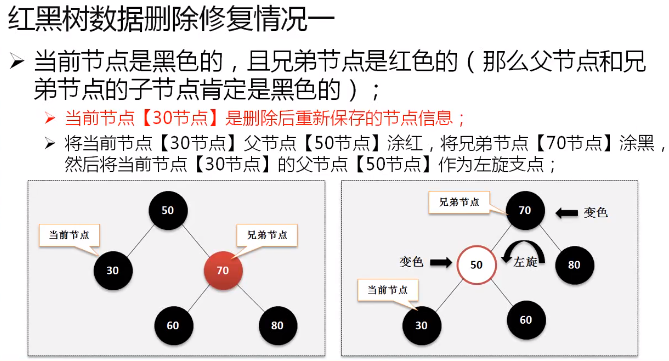 红黑树数据删除修复情况一
当前节点是黑色的，且兄弟节点是红色的（那么父节点和兄
弟节点的子节点肯定是黑色的）；
当前节点【30节点】是删除后重新保存的节点信息；
将当前节点【30节点】父节点【50节点】涂红，将兄弟节点【70节点】涂黑，
然后将当前节点【30节点】的父节点【50节点】作为左旋支点；
50
当前节点
兄弟节点
30
70
60
80
兄弟节点
70
变色
变色
50
左旋
80
当前节点
30
60